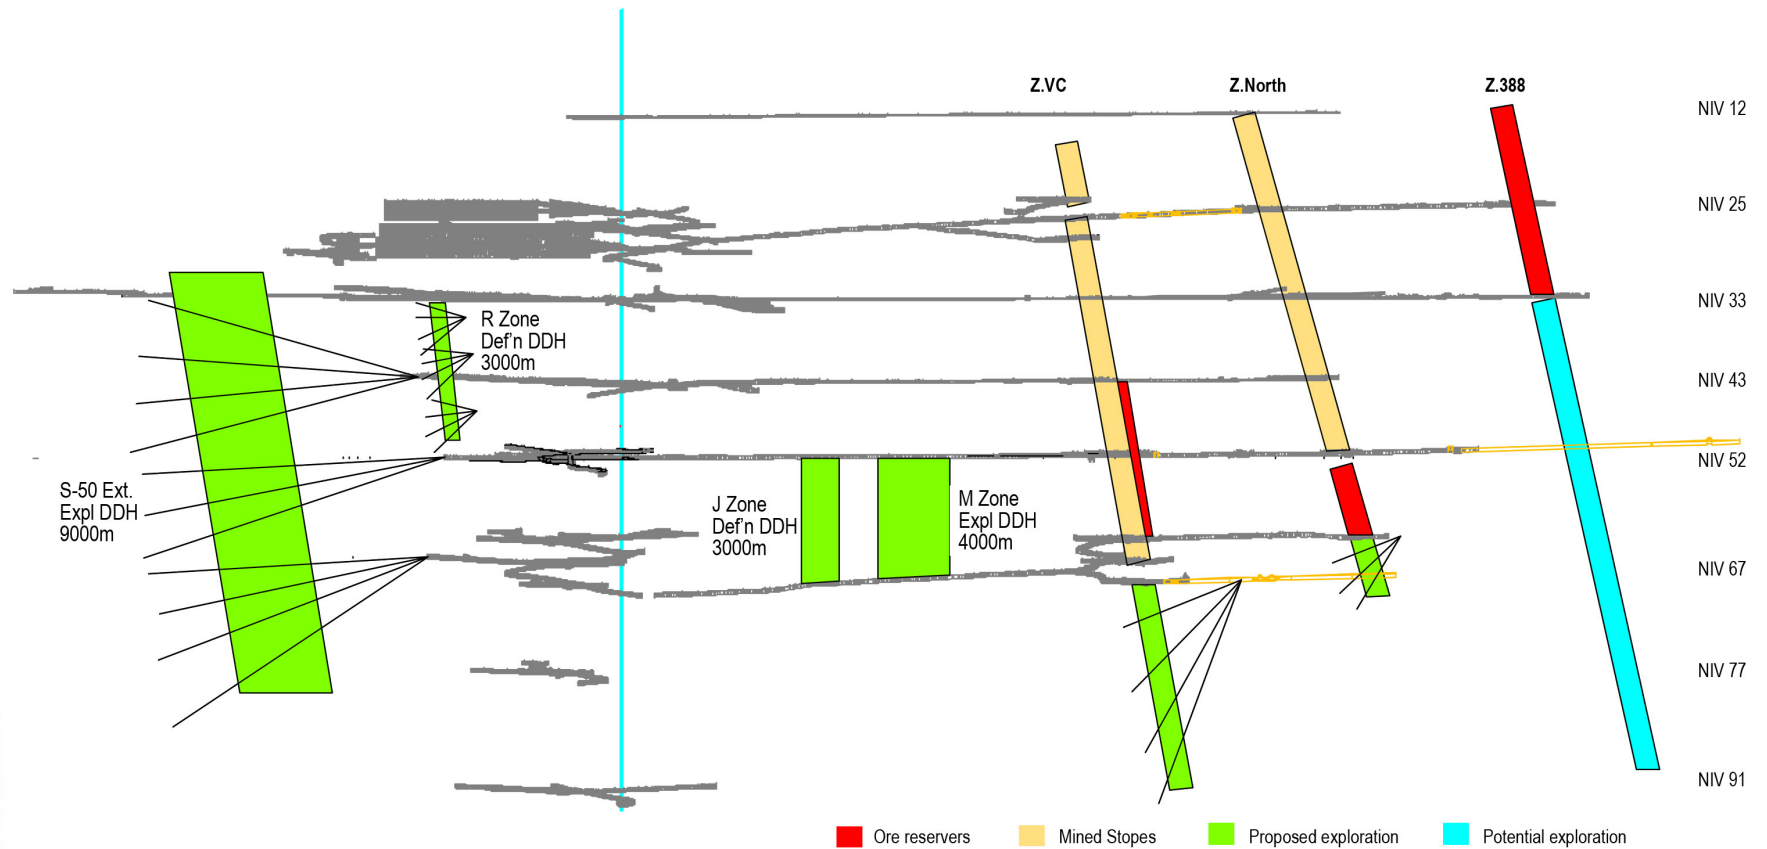 Z.VC
Z.North
Z.388
NIV 12
NIV 25
NIV 33
R Zone
Def'n DDH
3000m
NIV 43
NIV 52
S-50 Ext.
Expl DDH
9000m
J Zone
Def'n DDH
3000m
M Zone
Expl DDH
4000m
NIV 67
NIV 77
NIV 91
Ore reservers
Mined Stopes
Proposed exploration
Potential exploration